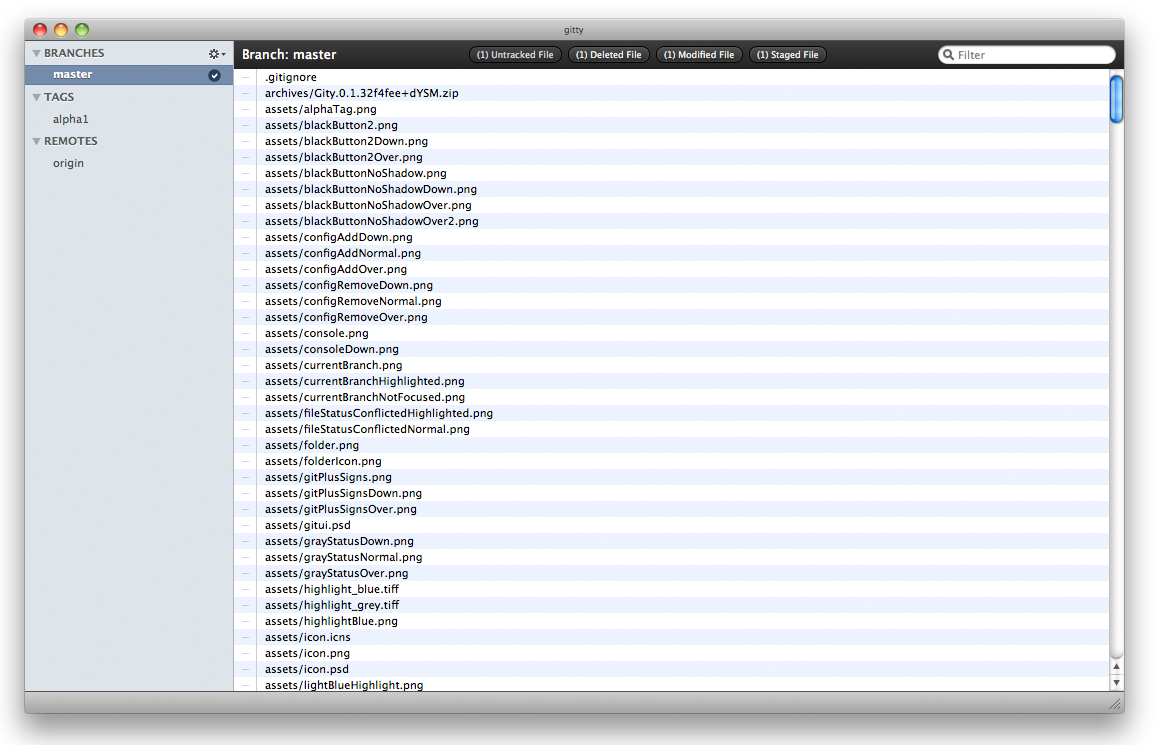 gitty
BRANCHES
master
TAGS
alpha1
REMOTES
origin
Branch: master
(1) Untracked File
(1) Deleted File
(1) Modified File
(1) Staged File
Filter
.gitignore
archives/Gity.0.1.32f4fee+dYSM.zip
assets/alphaTag.png
assets/blackButton2.png
assets/blackButton2Down.png
assets/blackButton2Over.png
assets/blackButtonNoShadow.png
assets/blackButtonNoShadowDown.png
assets/blackButtonNoShadowOver.png
assets/blackButtonNoShadowOver2.png
assets/configAddDown.png
assets/configAddNormal.png
assets/configAddOver.png
assets/configRemoveDown.png
assets/configRemoveNormal.png
assets/configRemoveOver.png
assets/console.png
assets/consoleDown.png
assets/currentBranch.png
assets/currentBranchHighlighted.png
assets/currentBranchNotFocused.png
assets/fileStatusConflictedHighlighted.png
assets/fileStatusConflictedNormal.png
assets/folder.png
assets/folderIcon.png
assets/gitPlusSigns.png
assets/gitPlusSignsDown.png
assets/gitPlusSignsOver.png
assets/gitui.psd
assets/grayStatusDown.png
assets/grayStatusNormal.png
assets/grayStatusOver.png
assets/highlight_blue.tiff
assets/highlight_grey.tiff
assets/highlightBlue.png
assets/icon.icns
assets/icon.png
assets/icon.psd
assets/lightBlueHighlight.png